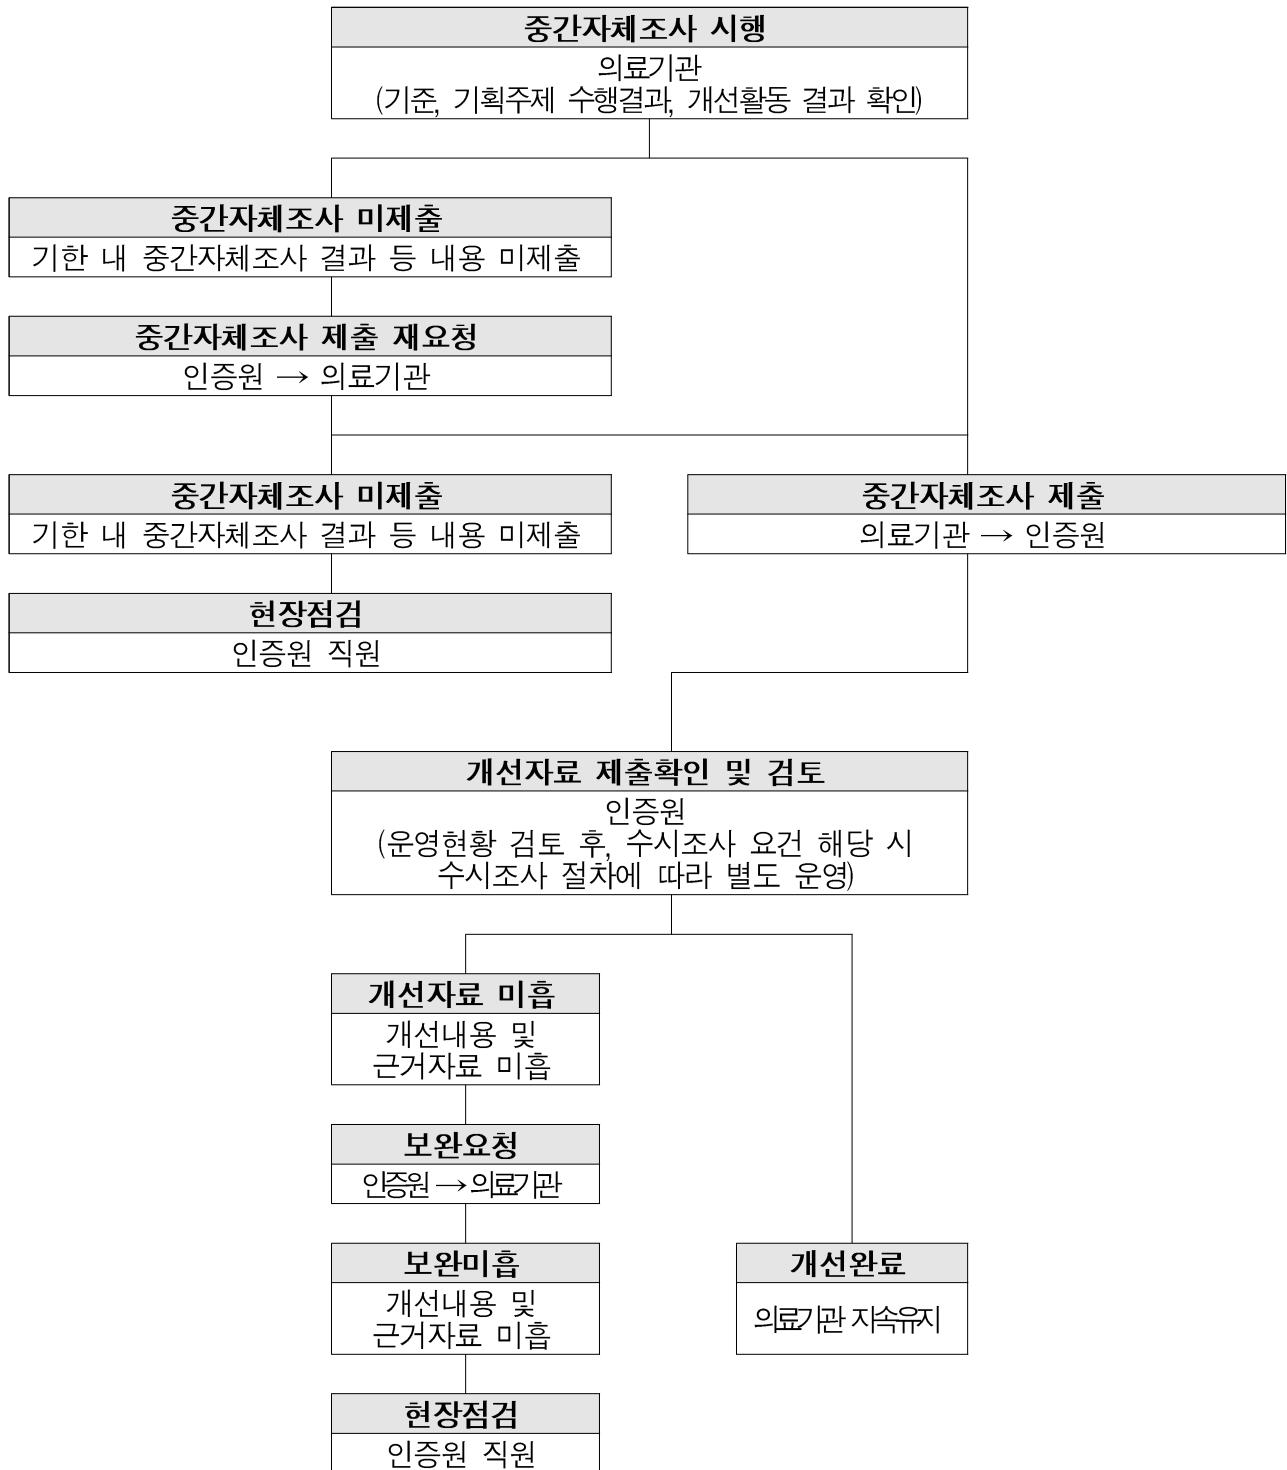 중간자체조사 시행
의료기관
(기준, 기획주제 수행결과, 개선활동 결과 확인)
중간자체조사 미제출
기한 내 중간자체조사 결과 등 내용 미제출
중간자체조사 제출 재요청
인증원 → 의료기관
중간자체조사 미제출
기한 내 중간자체조사 결과 등 내용 미제출
중간자체조사 제출
의료기관 → 인증원
현장점검
인증원 직원
개선자료 제출확인 및 검토
인증원
(운영현황 검토 후, 수시조사 요건 해당 시
수시조사 절차에 따라 별도 운영)
개선자료 미흡
개선내용 및
근거자료 미흡
보완요청
인증원 → 의료기관
보완미흡
개선내용 및
근거자료 미흡
개선완료
의료기관 지속유지
현장점검
인증원 직원